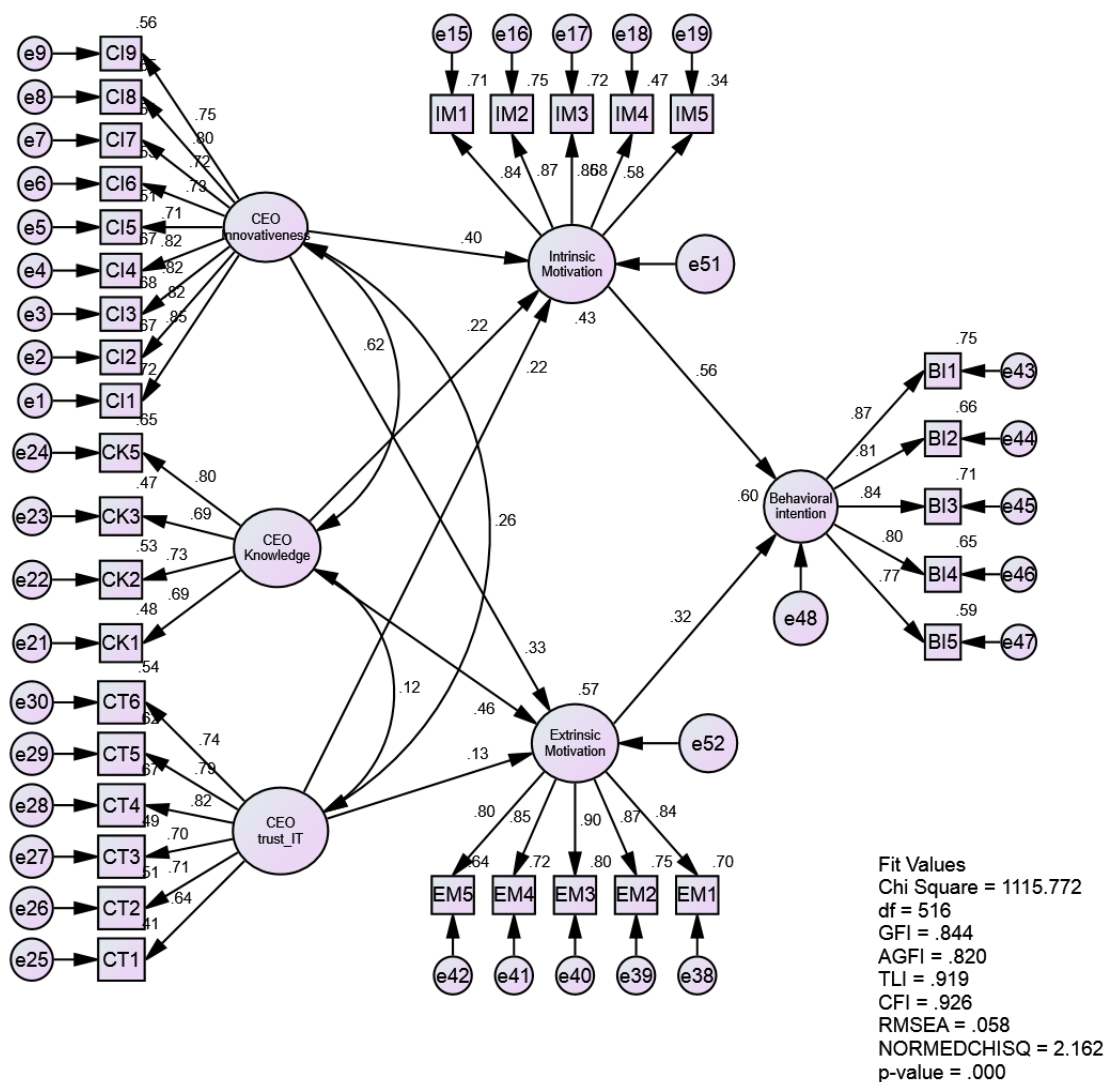 .56
e9
CI9
.75
e8
CI8
.80
e7
CI7
.72
e6
CI6
.73
.51
e5
CI5
.71
.67
e4
CI4
.82
.82
.68
e3
CI3
.82
.67
.85
e2
CI2
.72
e1
CI1
.65
CEO
Innovativeness
e24
CK5
.80
.47
e23
CK3
.69
.53
.73
e22
CK2
.69
.48
e21
CK1
CEO
Knowledge
.54
e30
CT6
.62
.74
e29
CT5
.79
.67
e28
CT4
.82
.49
e27
CT3
.70
.51
.71
e26
CT2
.64
.41
e25
CT1
CEO
trust_IT
.62
.26
.12
.40
.22
.22
.33
.46
.13
e15
e16
e17
e18
e19
.71
.75
.72
.47
.34
IM1
IM2
IM3
IM4
IM5
.84
.87
.58
Intrinsic
Motivation
e51
.43
.56
.32
.57
Extrinsic
Motivation
e52
.80
.85
.90
.87
.84
.64
.72
.80
.75
.70
EM5
EM4
EM3
EM2
EM1
e42
e41
e40
e39
e38
.60
Behavioral
intention
e48
.75
.87
BI1
e43
.66
.81
BI2
e44
.71
.84
BI3
e45
.65
.80
BI4
e46
.59
.77
BI5
e47
Fit Values
Chi Square = 1115.772
df = 516
GFI = .844
AGFI = .820
TLI = .919
CFI = .926
RMSEA = .058
NORMEDCHISQ = 2.162
p-value = .000